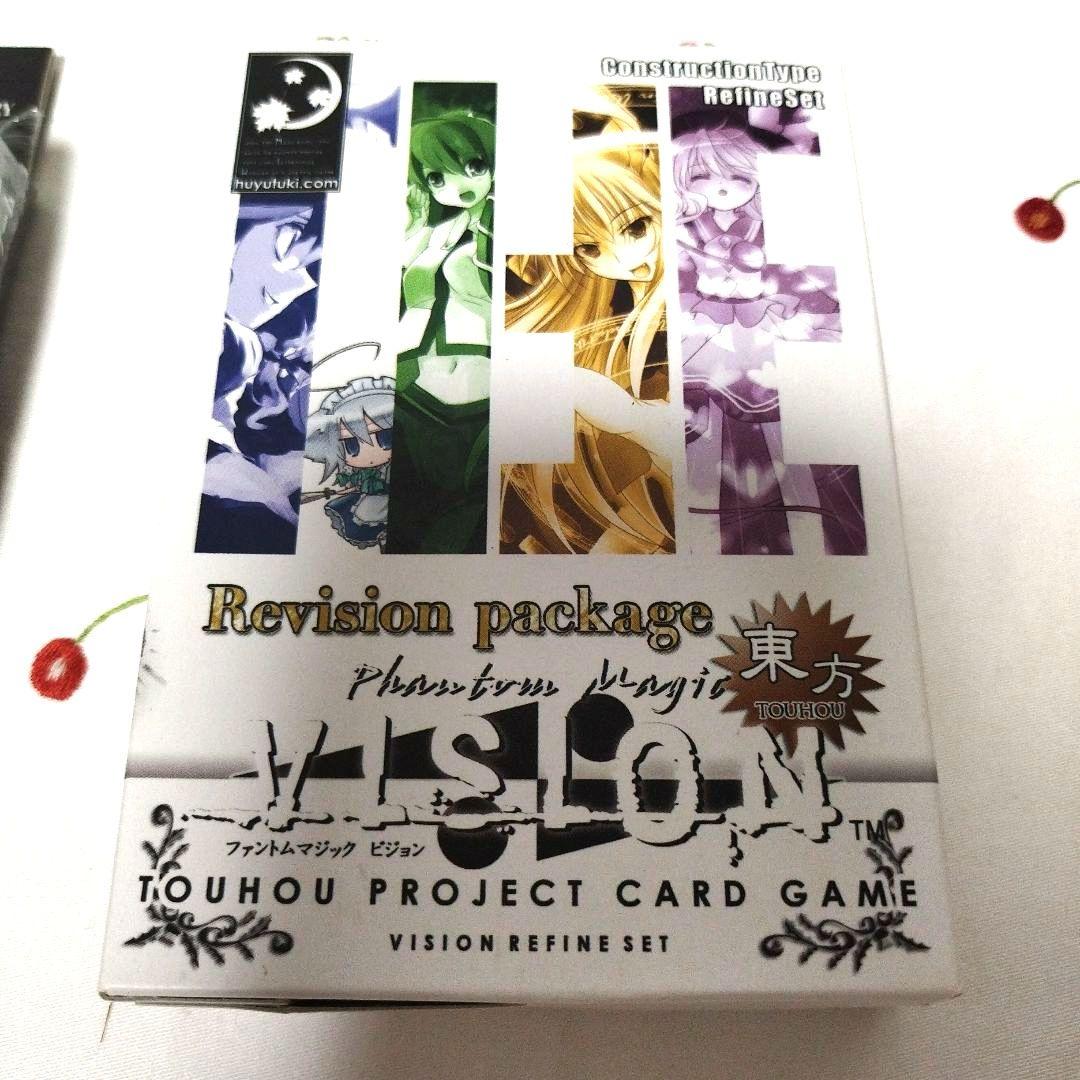 huyutuki.com
ConstructionType
RefineSet
Revision package
Phantom Magic
東方
TOUHOU
VISION
TM
ファントムマジック ビジョン
TOUHOU PROJECT CARD GAME
VISION REFINE SET